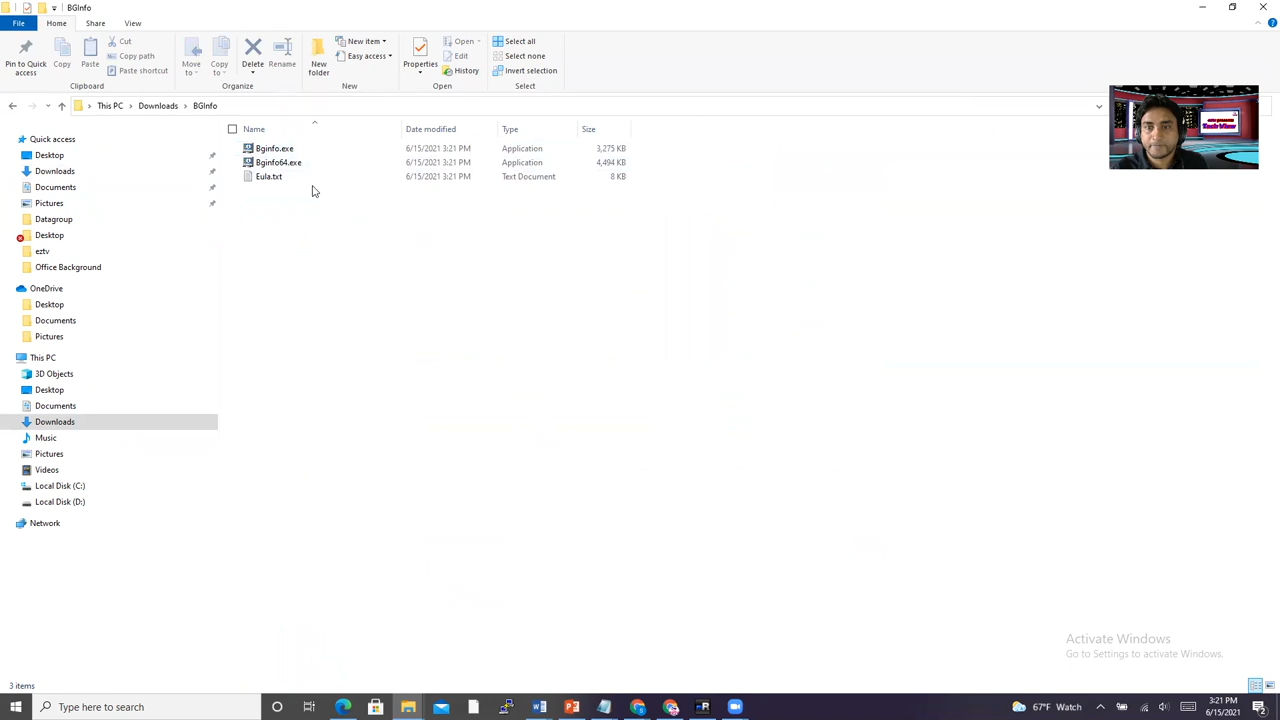 BGInfo
File Home Share View
Pin to Quick access
Copy
Paste
Cut
Copy path
Paste shortcut
Clipboard
Move to
Copy to
Delete
Rename
Organize
New folder
New item
Easy access
New
Properties
Open
Edit
History
Open
Select all
Select none
Invert selection
Select
This PC > Downloads > BGInfo
Name Date modified Type Size
Bginfo.exe 6/15/2021 3:21 PM Application 3,275 KB
Bginfo64.exe 6/15/2021 3:21 PM Application 4,494 KB
Eula.txt 6/15/2021 3:21 PM Text Document 8 KB
Quick access
Desktop
Downloads
Documents
Pictures
Datagroup
Desktop
eztv
Office Background
OneDrive
Desktop
Documents
Pictures
This PC
3D Objects
Desktop
Documents
Downloads
Music
Pictures
Videos
Local Disk (C:)
Local Disk (D:)
Network
Tech View
Activate Windows
Go to Settings to activate Windows.
3 items
Type here to search
67°F Watch
3:21 PM
6/15/2021
2